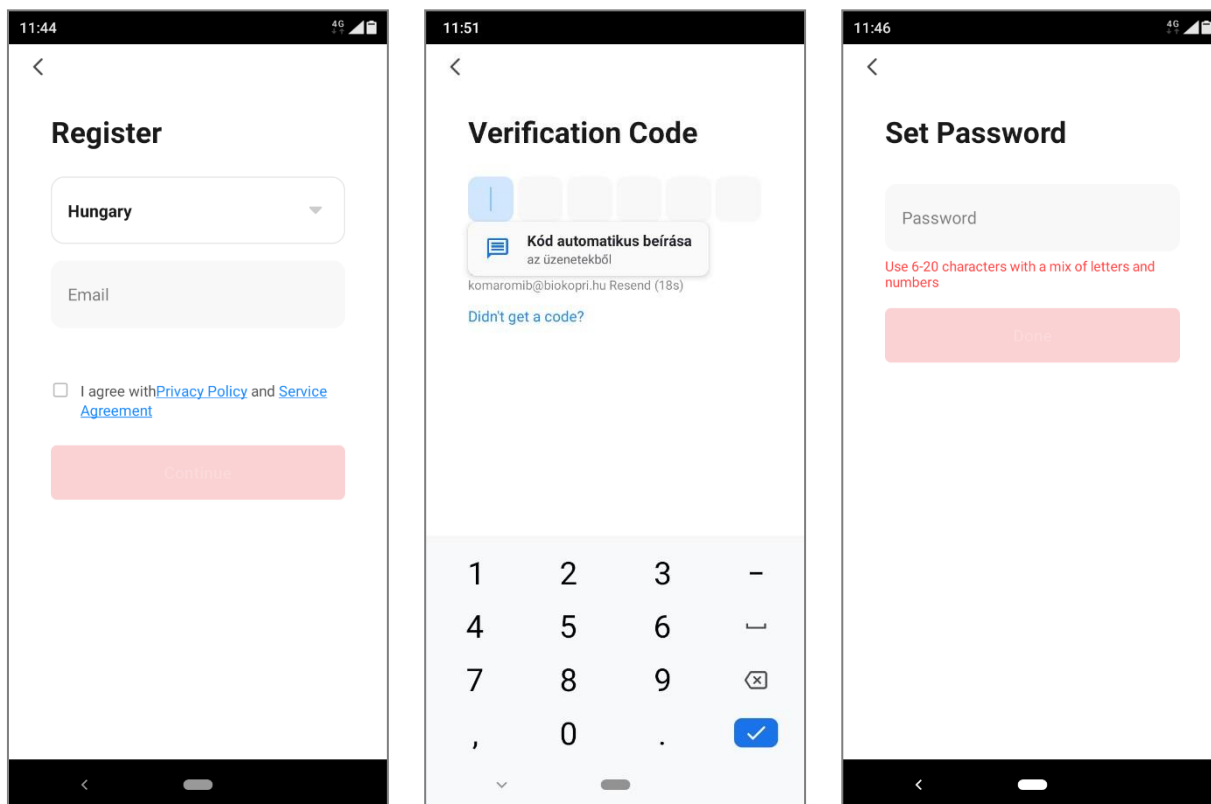 11:44
4G
Register
Hungary
Email
I agree withPrivacy Policy and Service
Agreement
Continue
11:51
Verification Code
Kód automatikus beírása
az üzenetekből
komaromib@biokopri.hu Resend (18s)
Didn't get a code?
1 2 3 –
4 5 6
7 8 9
, 0 .
11:46
4G
Set Password
Password
Use 6-20 characters with a mix of letters and
numbers
Done